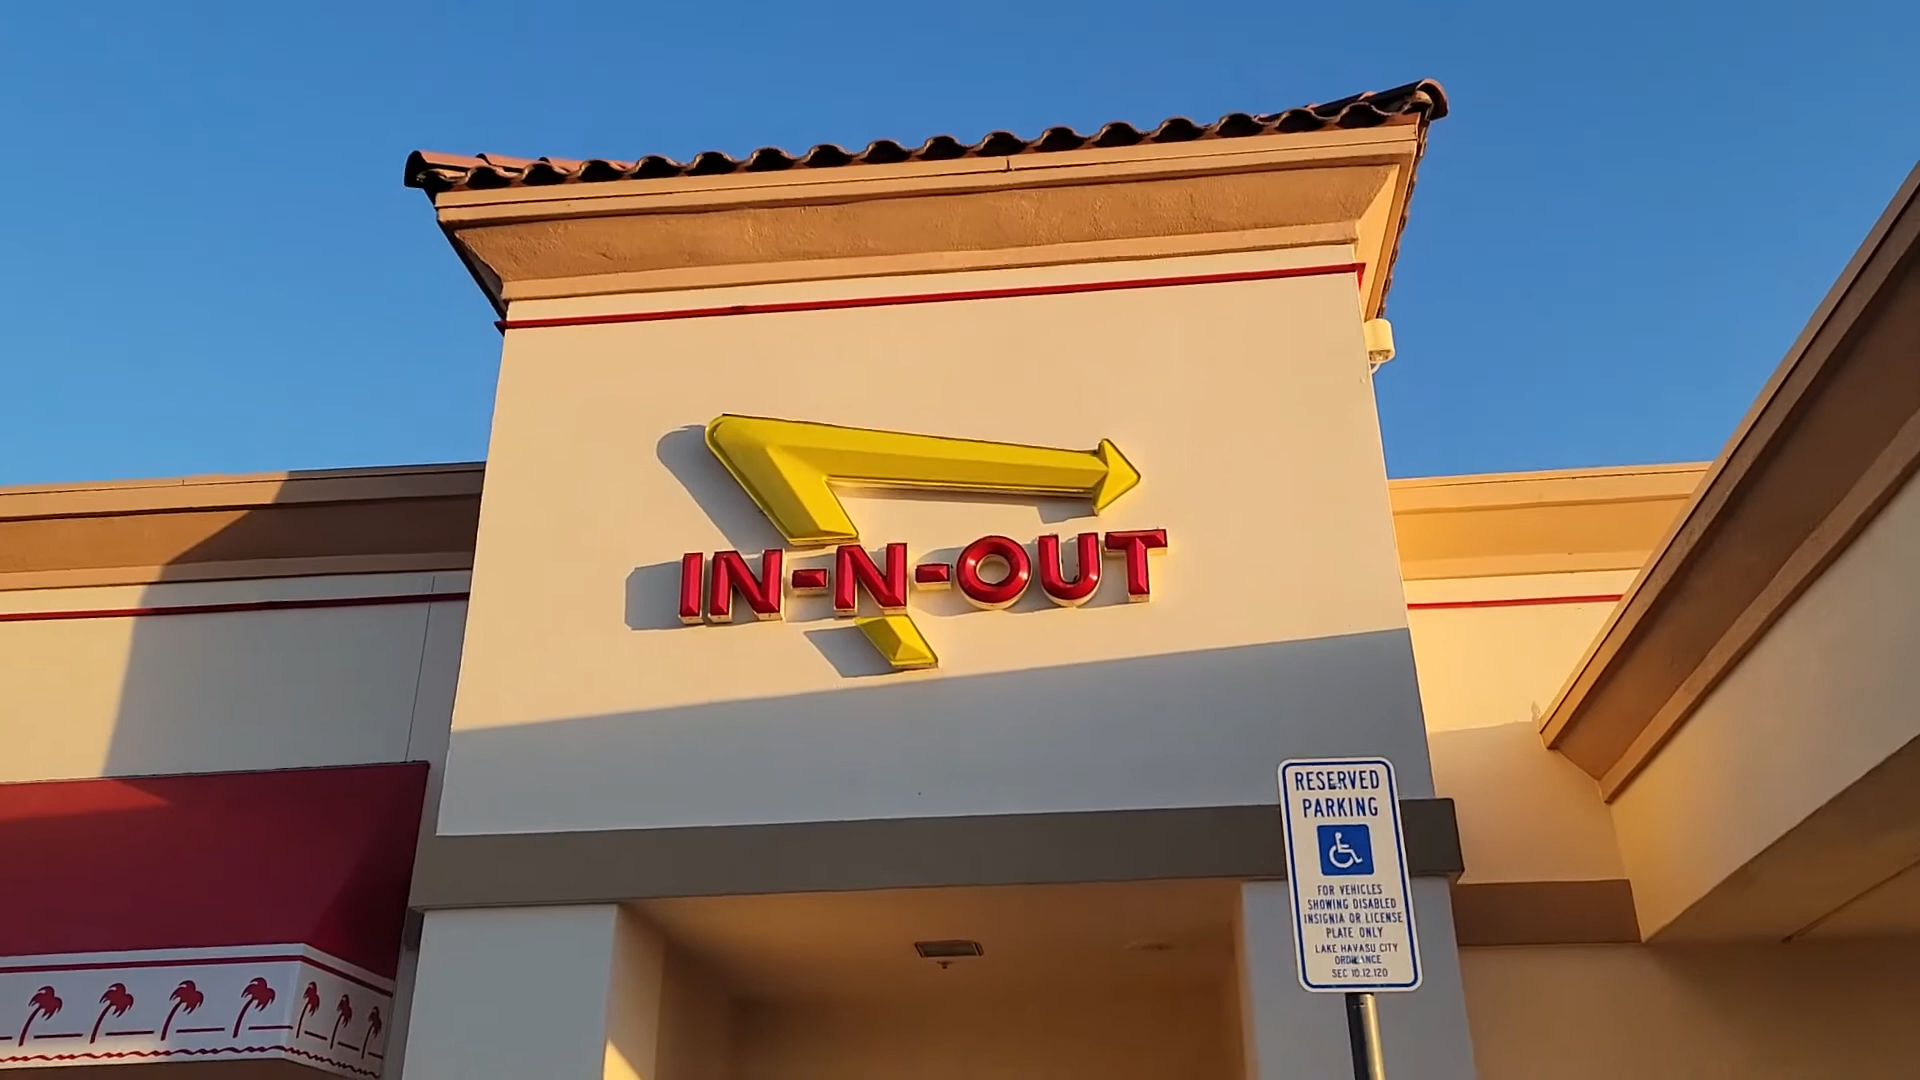 IN-N-OUT
RESERVED
PARKING
FOR VEHICLES
SHOWING DISABLED
INSIGNIA OR LICENSE
PLATE ONLY
LAKE HAVASU CITY
ORDINANCE
SEC 10.12.120